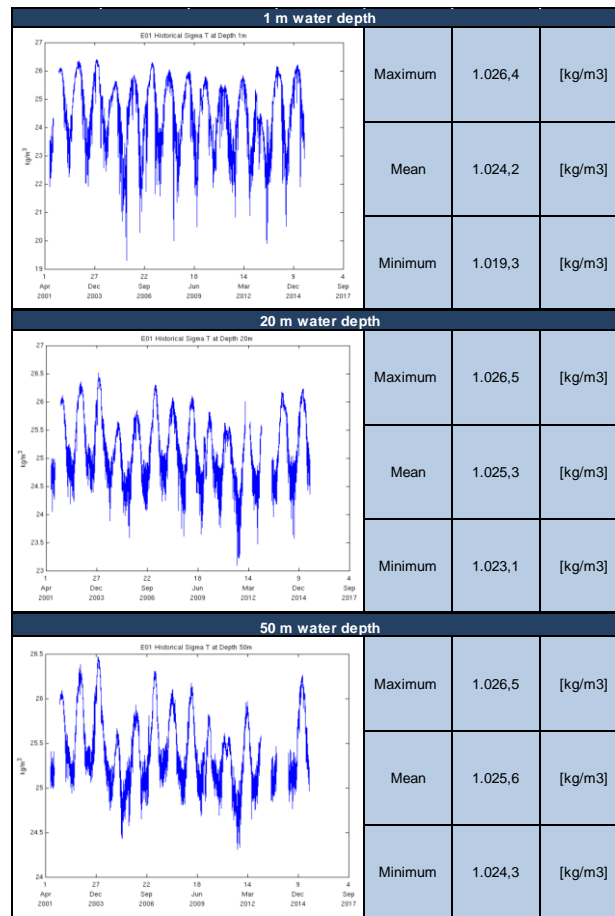 1 m water depth
E01 Historical Sigma T at Depth 1m
kg/m³
27
26
25
24
23
22
21
20
19
1 27 22 18 14 9 4
Apr Dec Sep Jun Mar Dec Sep
2001 2003 2006 2009 2012 2014 2017
Maximum 1.026,4 [kg/m3]
Mean 1.024,2 [kg/m3]
Minimum 1.019,3 [kg/m3]
20 m water depth
E01 Historical Sigma T at Depth 20m
kg/m³
27
26.5
26
25.5
25
24.5
24
23.5
23
1 27 22 18 14 9 4
Apr Dec Sep Jun Mar Dec Sep
2001 2003 2006 2009 2012 2014 2017
Maximum 1.026,5 [kg/m3]
Mean 1.025,3 [kg/m3]
Minimum 1.023,1 [kg/m3]
50 m water depth
E01 Historical Sigma T at Depth 50m
kg/m³
26.5
26
25.5
25
24.5
24
1 27 22 18 14 9 4
Apr Dec Sep Jun Mar Dec Sep
2001 2003 2006 2009 2012 2014 2017
Maximum 1.026,5 [kg/m3]
Mean 1.025,6 [kg/m3]
Minimum 1.024,3 [kg/m3]